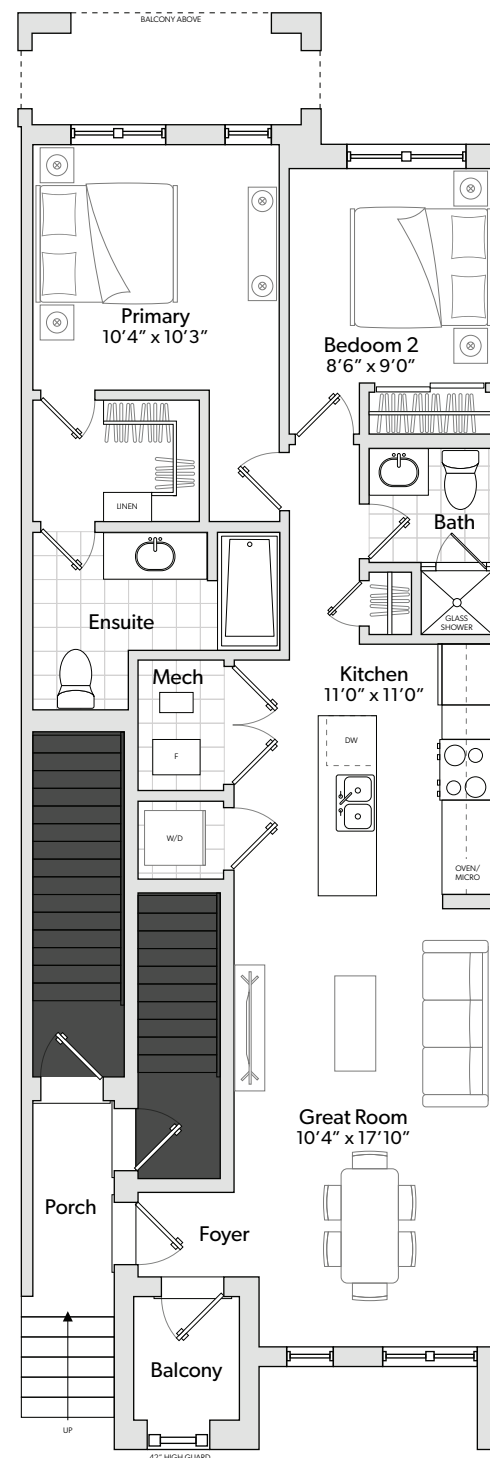 BALCONY ABOVE
Primary
10'4" x 10'3"
Bedoom 2
8'6" x 9'0"
LINEN
Bath
Ensuite
GLASS
SHOWER
Mech
Kitchen
11'0" x 11'0"
DW
F
W/D
OVEN/
MICRO
Great Room
10'4" x 17'10"
Porch
Foyer
Balcony
UP
42" HIGH GUARD